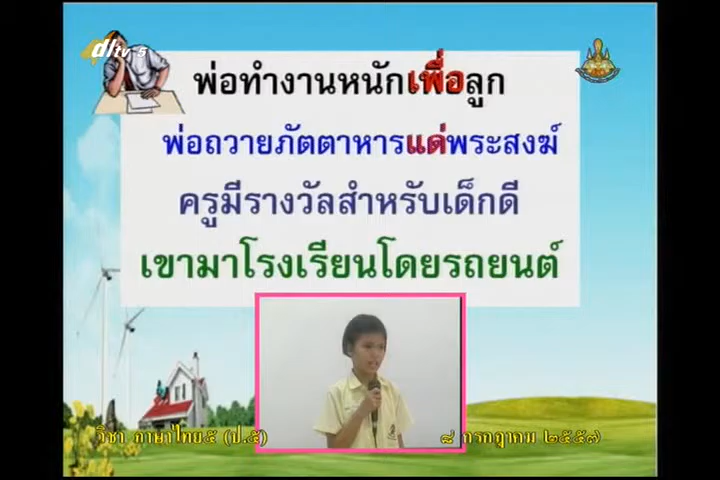 dltv 5
พ่อทำงานหนักเพื่อลูก
พ่อถวายภัตตาหารแด่พระสงฆ์
ครูมีรางวัลสำหรับเด็กดี
เขามาโรงเรียนโดยรถยนต์
วิชา ภาษาไทย๕ (ป.๕)
๘ กรกฎาคม ๒๕๕๗